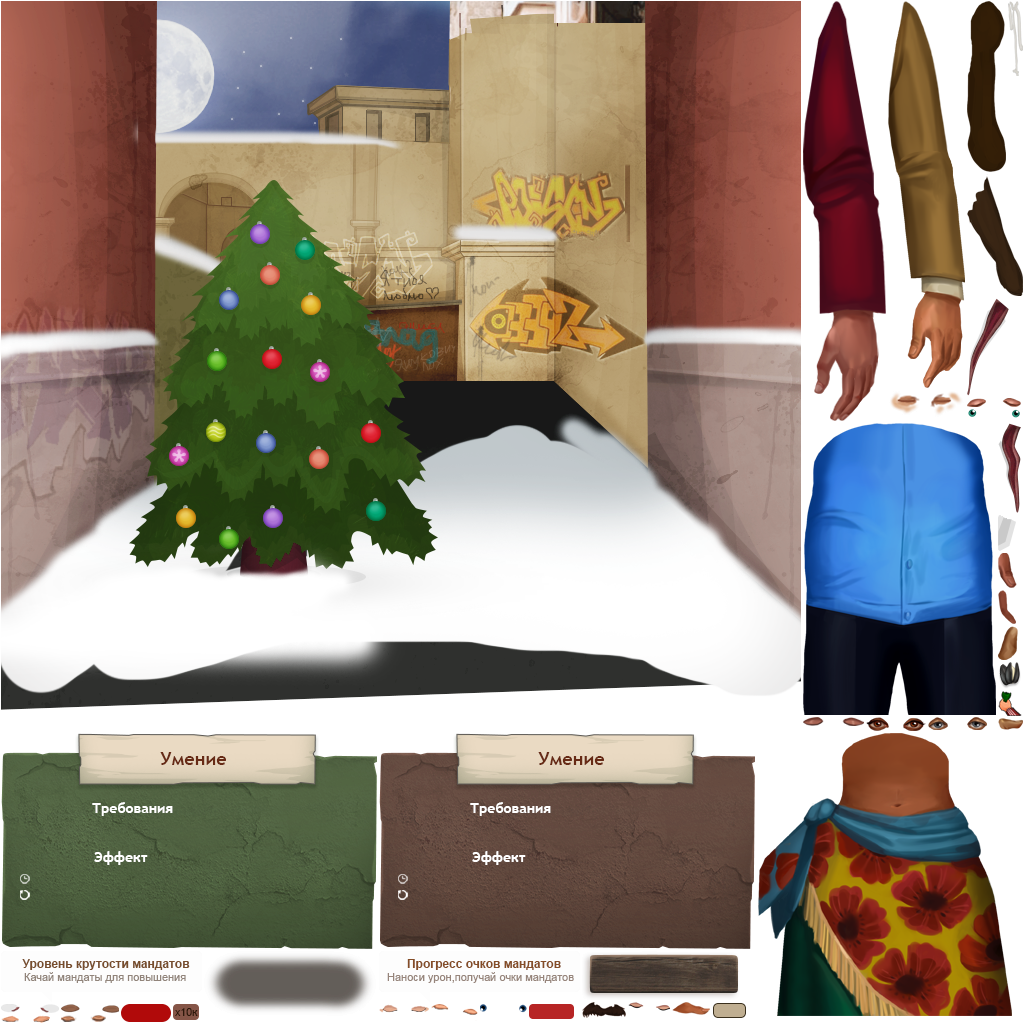 Умение
Требования
Эффект
Умение
Требования
Эффект
Уровень крутости мандатов
Качай мандаты для повышения
Прогресс очков мандатов
Наноси урон,получай очки мандатов
x10к